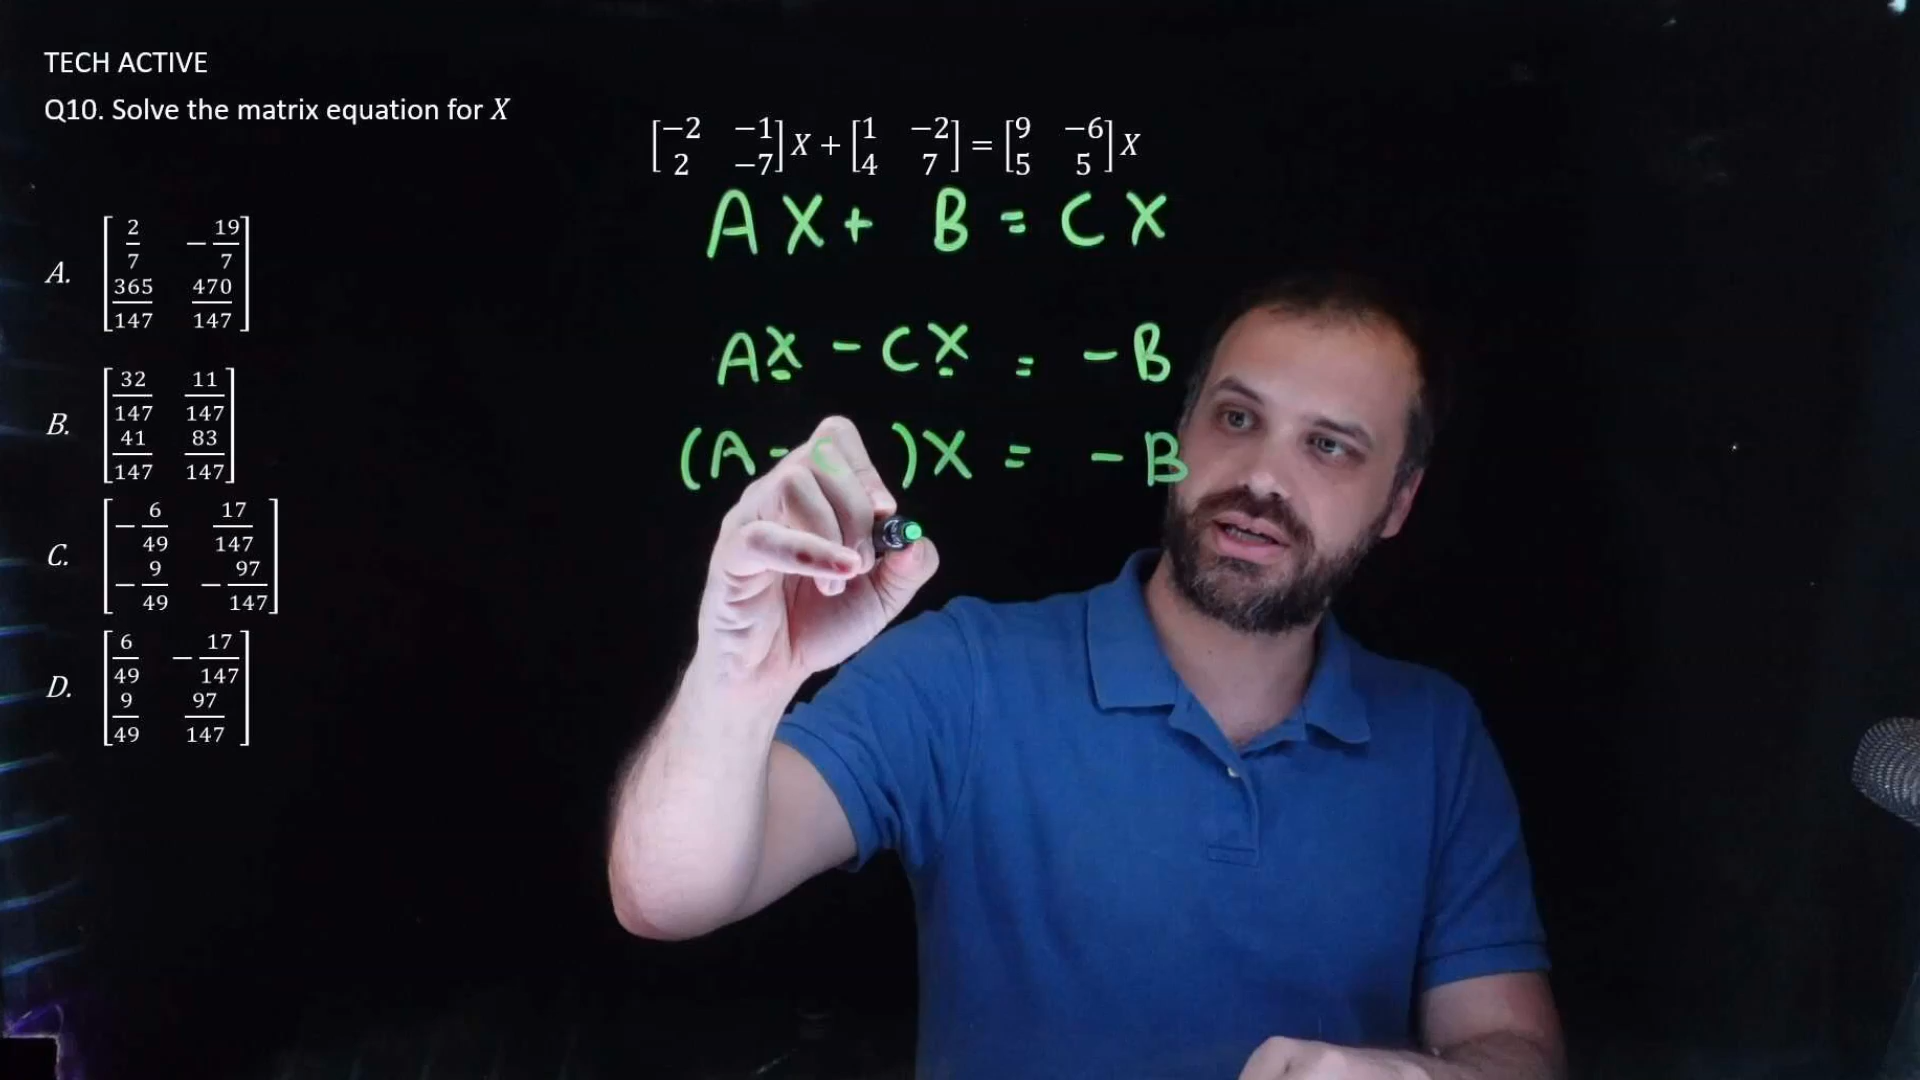 TECH ACTIVE
Q10. Solve the matrix equation for X
[−2 −1] X + [1 −2] = [9 −6] X
[2 −7] [4 7] [5 5]
A X + B = C X
AX − CX = −B
(A − C )X = −B
A. [2/7 −19/7]
[365/147 470/147]
B. [32/147 11/147]
[41/147 83/147]
C. [−6/49 17/147]
[−9/49 −97/147]
D. [6/49 −17/147]
[9/49 97/147]